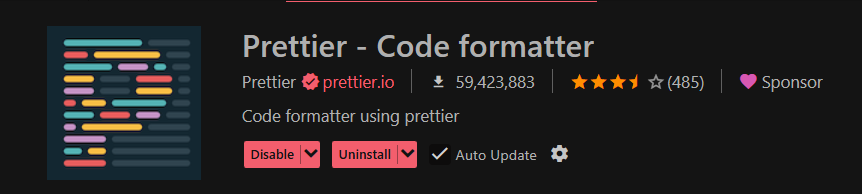 Prettier - Code formatter
Prettier prettier.io 59,423,883 (485) Sponsor
Code formatter using prettier
Disable Uninstall Auto Update